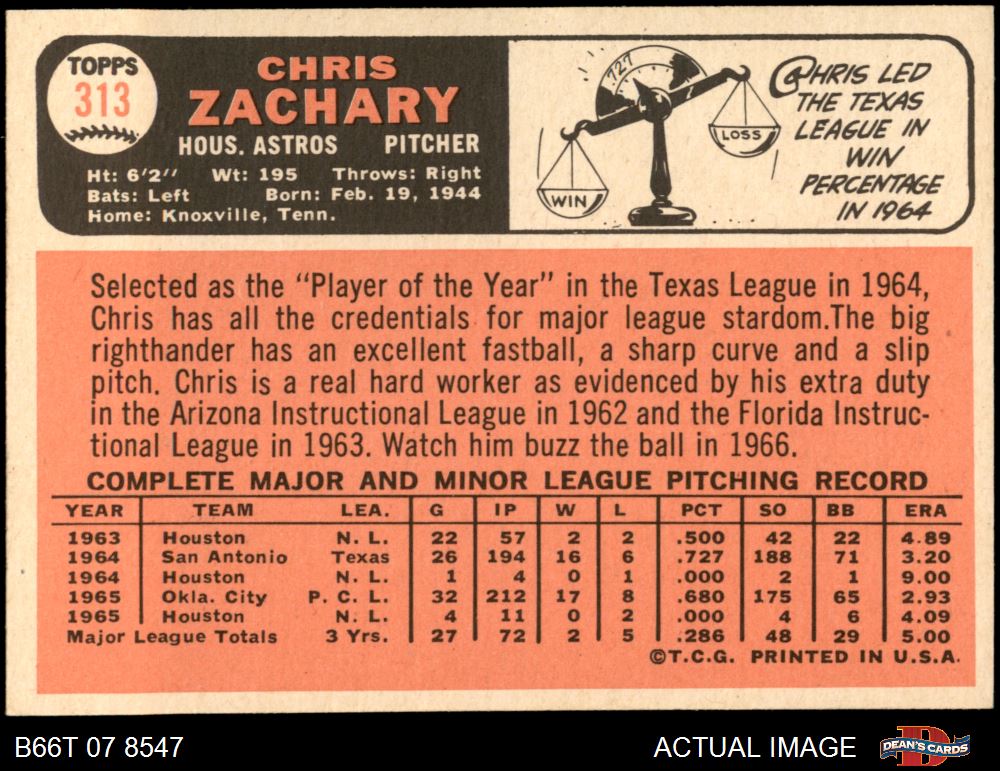 TOPPS
313
CHRIS
ZACHARY
HOUS. ASTROS PITCHER
Ht: 6'2" Wt: 195 Throws: Right
Bats: Left Born: Feb. 19, 1944
Home: Knoxville, Tenn.
.727
WIN
LOSS
CHRIS LED
THE TEXAS
LEAGUE IN
WIN
PERCENTAGE
IN 1964
Selected as the "Player of the Year" in the Texas League in 1964,
Chris has all the credentials for major league stardom.The big
righthander has an excellent fastball, a sharp curve and a slip
pitch. Chris is a real hard worker as evidenced by his extra duty
in the Arizona Instructional League in 1962 and the Florida Instruc-
tional League in 1963. Watch him buzz the ball in 1966.
COMPLETE MAJOR AND MINOR LEAGUE PITCHING RECORD
YEAR TEAM LEA. G IP W L PCT SO BB ERA
1963 Houston N. L. 22 57 2 2 .500 42 22 4.89
1964 San Antonio Texas 26 194 16 6 .727 188 71 3.20
1964 Houston N. L. 1 4 0 1 .000 2 1 9.00
1965 Okla. City P. C. L. 32 212 17 8 .680 175 65 2.93
1965 Houston N. L. 4 11 0 2 .000 4 6 4.09
Major League Totals 3 Yrs. 27 72 2 5 .286 48 29 5.00
©T.C.G. PRINTED IN U.S.A.
B66T 07 8547 ACTUAL IMAGE
DEAN'S CARDS